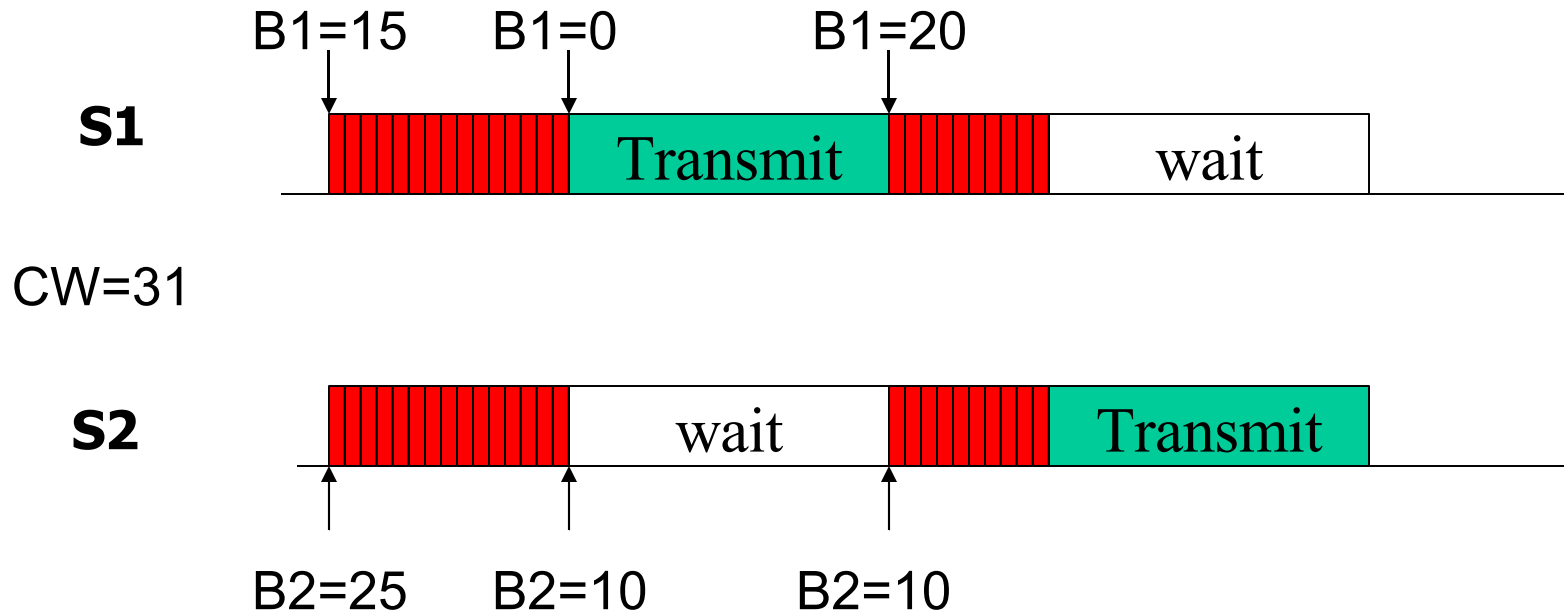 B1=15 B1=0 B1=20
S1
Transmit wait
CW=31
S2
wait Transmit
B2=25 B2=10 B2=10